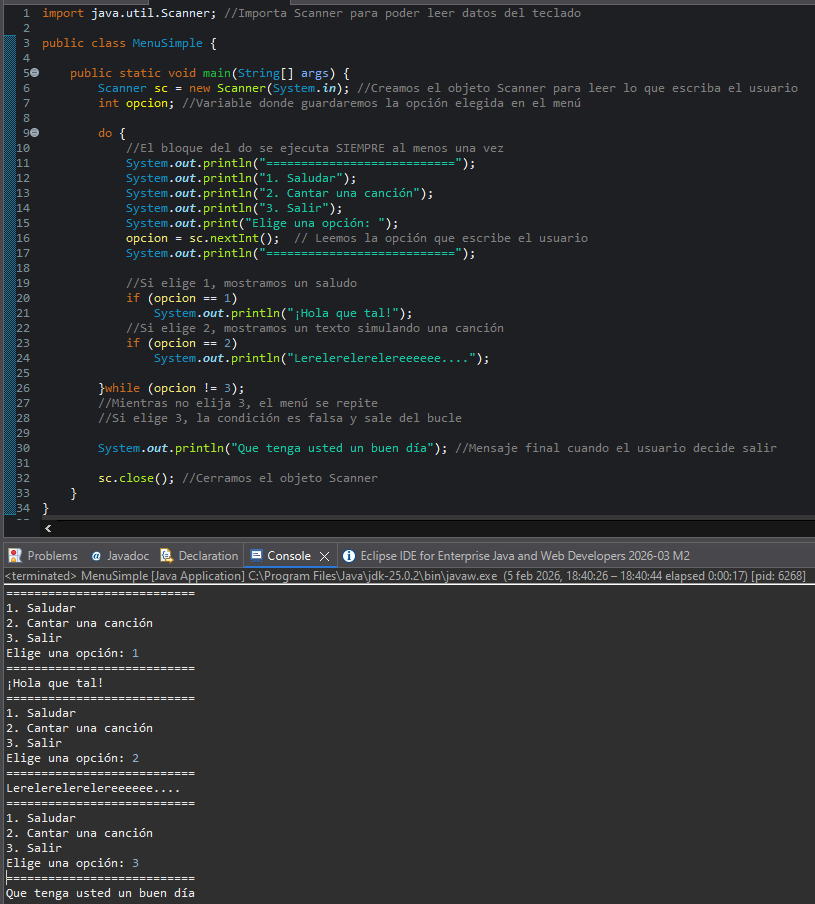 1 import java.util.Scanner; //Importa Scanner para poder leer datos del teclado
2
3 public class MenuSimple {
4
5 public static void main(String[] args) {
6 Scanner sc = new Scanner(System.in); //Creamos el objeto Scanner para leer lo que escriba el usuario
7 int opcion; //Variable donde guardaremos la opción elegida en el menú
8
9 do {
10 //El bloque del do se ejecuta SIEMPRE al menos una vez
11 System.out.println("===========================");
12 System.out.println("1. Saludar");
13 System.out.println("2. Cantar una canción");
14 System.out.println("3. Salir");
15 System.out.print("Elige una opción: ");
16 opcion = sc.nextInt(); // Leemos la opción que escribe el usuario
17 System.out.println("===========================");
18
19 //Si elige 1, mostramos un saludo
20 if (opcion == 1)
21 System.out.println("¡Hola que tal!");
22 //Si elige 2, mostramos un texto simulando una canción
23 if (opcion == 2)
24 System.out.println("Lerelerelerelereeeeee....");
25
26 }while (opcion != 3);
27 //Mientras no elija 3, el menú se repite
28 //Si elige 3, la condición es falsa y sale del bucle
29
30 System.out.println("Que tenga usted un buen día"); //Mensaje final cuando el usuario decide salir
31
32 sc.close(); //Cerramos el objeto Scanner
33 }
34 }
Problems @ Javadoc Declaration Console Eclipse IDE for Enterprise Java and Web Developers 2026-03 M2
<terminated> MenuSimple [Java Application] C:\Program Files\Java\jdk-25.0.2\bin\javaw.exe (5 feb 2026, 18:40:26 – 18:40:44 elapsed 0:00:17) [pid: 6268]
===========================
1. Saludar
2. Cantar una canción
3. Salir
Elige una opción: 1
===========================
¡Hola que tal!
===========================
1. Saludar
2. Cantar una canción
3. Salir
Elige una opción: 2
===========================
Lerelerelerelereeeeee....
===========================
1. Saludar
2. Cantar una canción
3. Salir
Elige una opción: 3
===========================
Que tenga usted un buen día